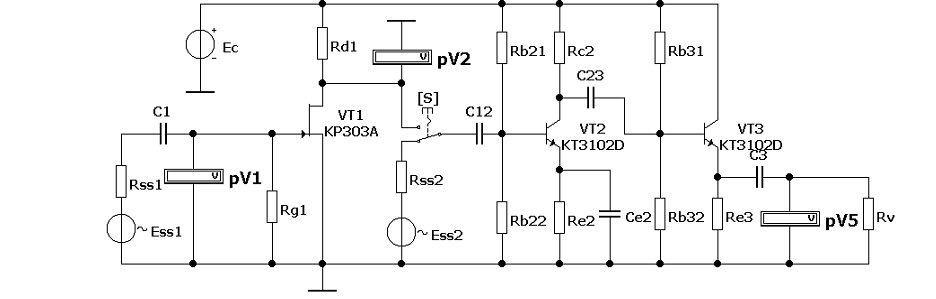 Ec
+
-
Rd1
V
pV2
Rb21
Rc2
Rb31
C23
[S]
C1
VT1
KP303A
C12
VT2
KT3102D
VT3
KT3102D
C3
Rss1
V
pV1
Rg1
Rss2
~ Ess1
~ Ess2
Rb22
Re2
Ce2
Rb32
Re3
V
pV5
Rv